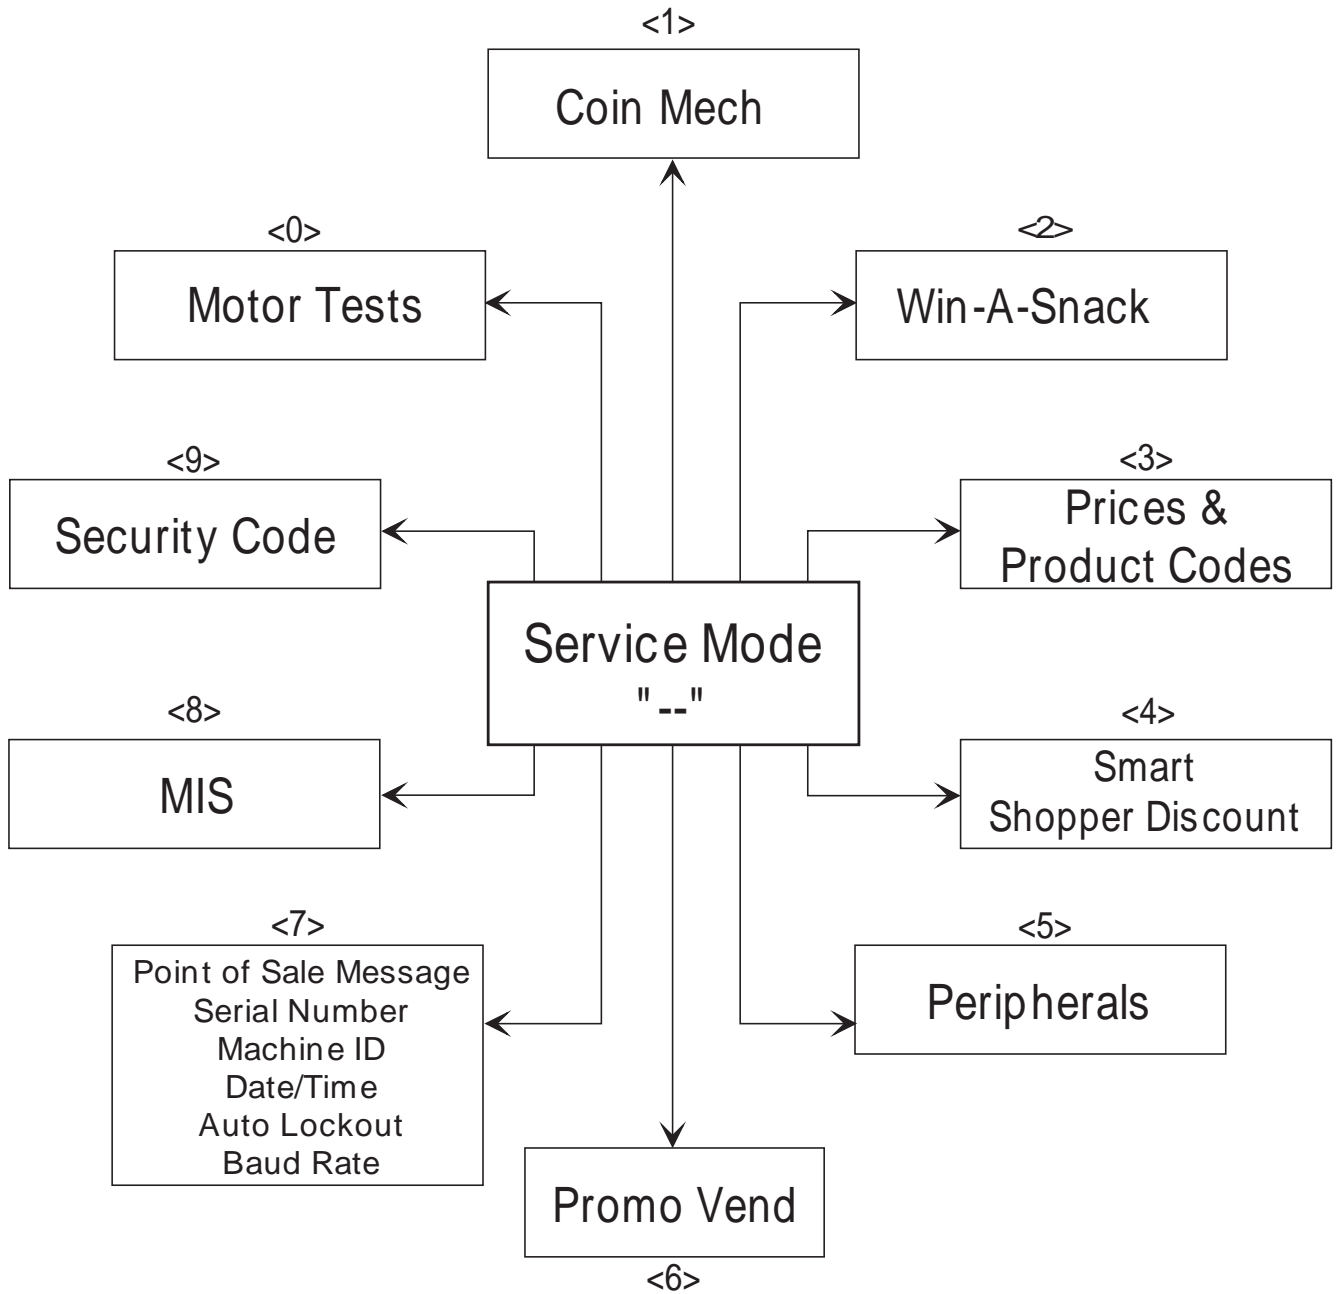 <1>
Coin Mech
<0>
Motor Tests
<2>
Win-A-Snack
<9>
Security Code
<3>
Prices &
Product Codes
Service Mode
"--"
<8>
MIS
<4>
Smart
Shopper Discount
<7>
Point of Sale Message
Serial Number
Machine ID
Date/Time
Auto Lockout
Baud Rate
<5>
Peripherals
Promo Vend
<6>